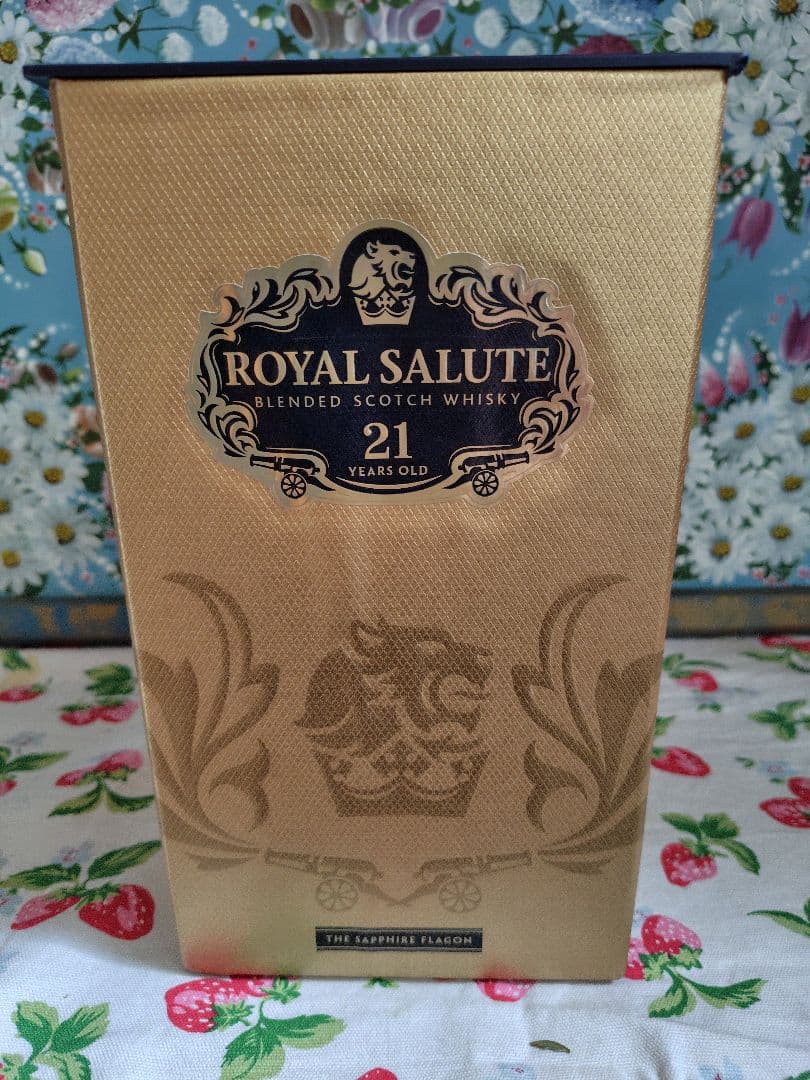 ROYAL SALUTE
BLENDED SCOTCH WHISKY
21
YEARS OLD
THE SAPPHIRE FLAGON